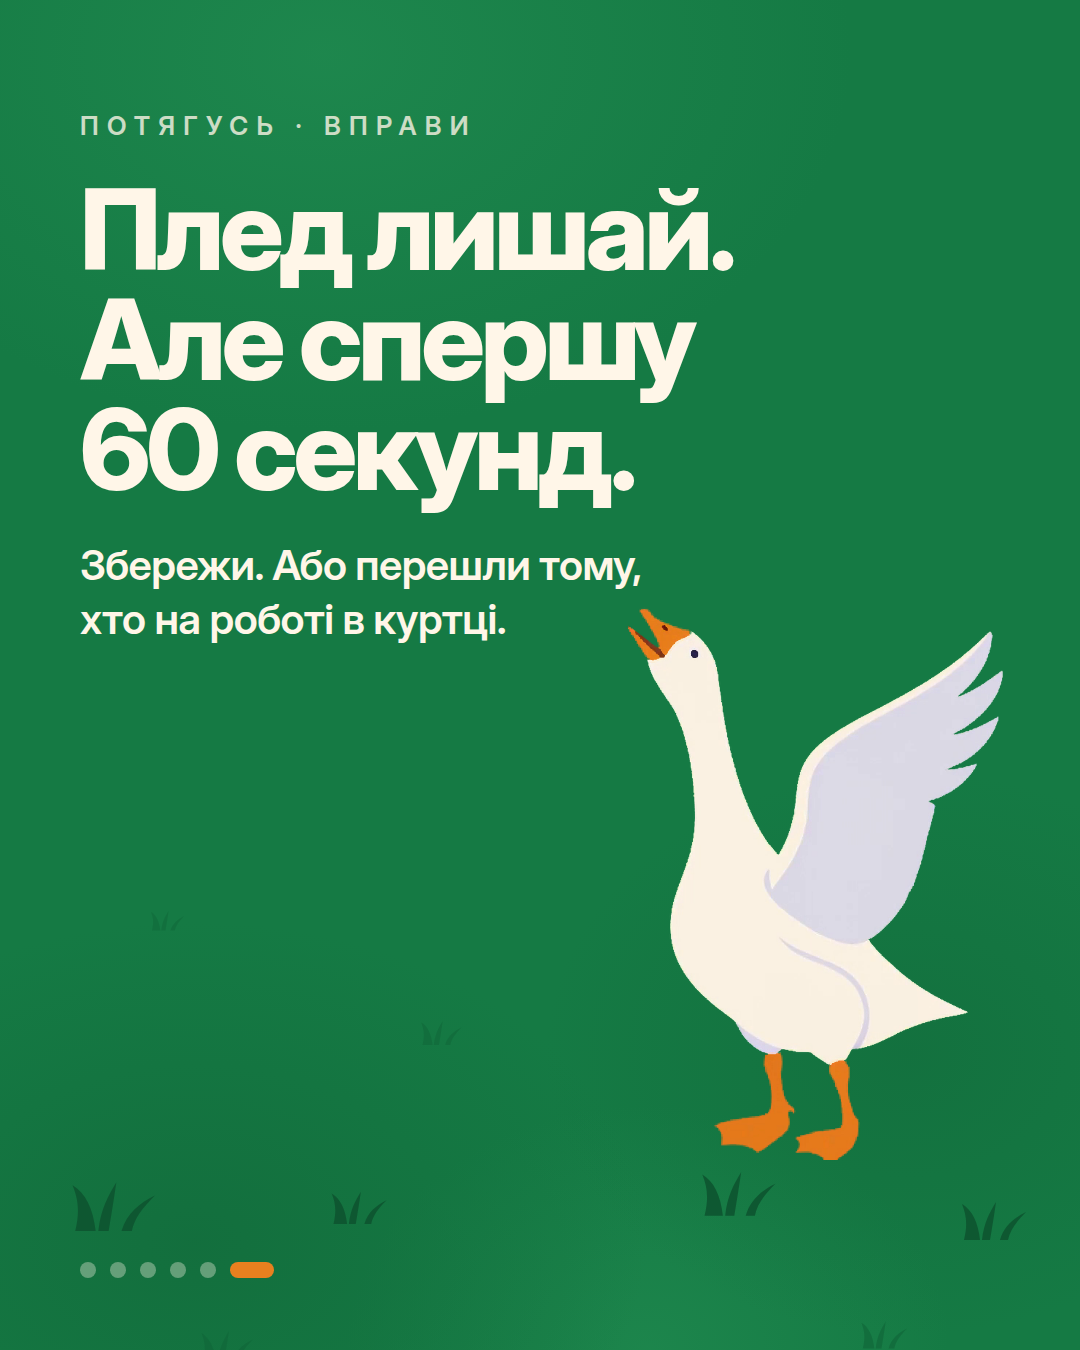 ПОТЯГУСЬ · ВПРАВИ
Плед лишай.
Але спершу
60 секунд.
Збережи. Або перешли тому,
хто на роботі в куртці.